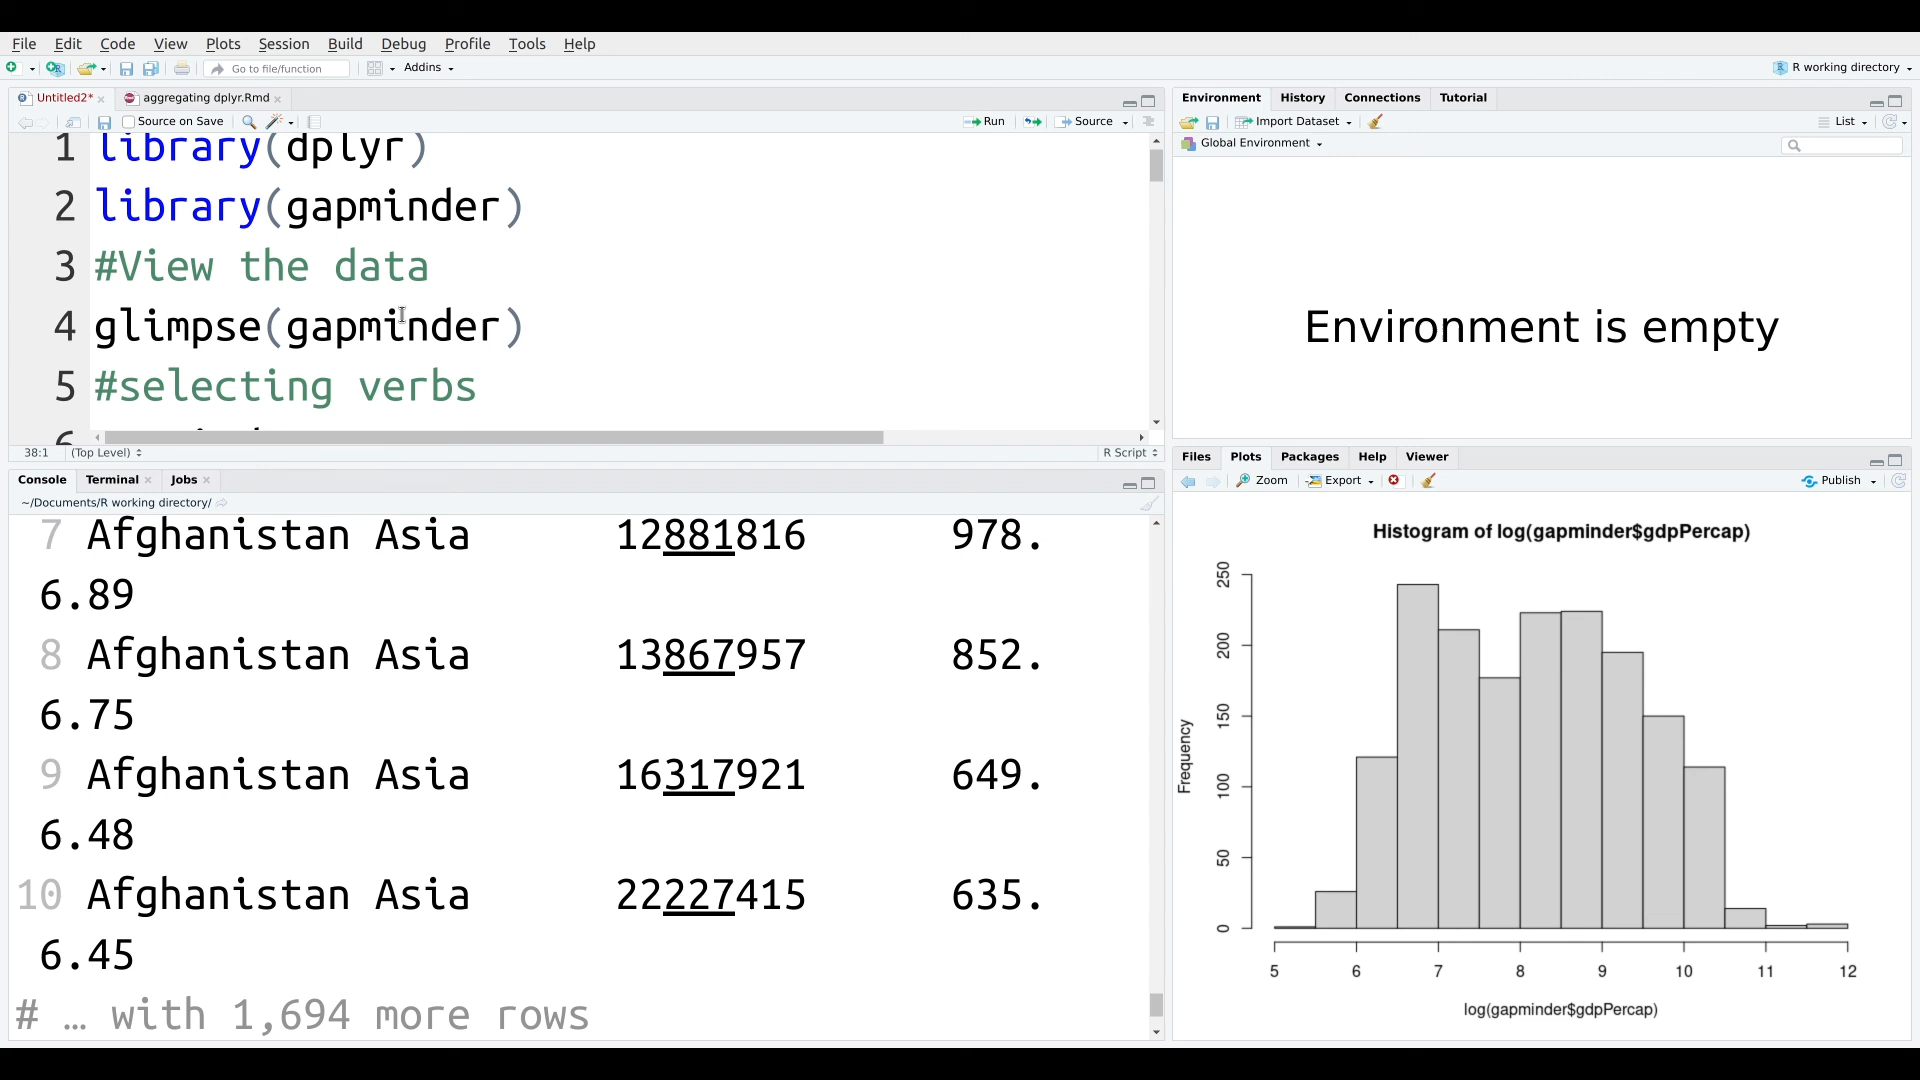 File Edit Code View Plots Session Build Debug Profile Tools Help
Go to file/function Addins R working directory
Untitled2* aggregating dplyr.Rmd
Source on Save Run Source
1 library(dplyr)
2 library(gapminder)
3 #View the data
4 glimpse(gapminder)
5 #selecting verbs
6
38:1 (Top Level) R Script
Console Terminal Jobs
~/Documents/R working directory/
7 Afghanistan Asia 12881816 978.
6.89
8 Afghanistan Asia 13867957 852.
6.75
9 Afghanistan Asia 16317921 649.
6.48
10 Afghanistan Asia 22227415 635.
6.45
# … with 1,694 more rows
Environment History Connections Tutorial
Import Dataset List
Global Environment
Environment is empty
Files Plots Packages Help Viewer
Zoom Export Publish
Histogram of log(gapminder$gdpPercap)
Frequency
250
200
150
100
50
0
5 6 7 8 9 10 11 12
log(gapminder$gdpPercap)